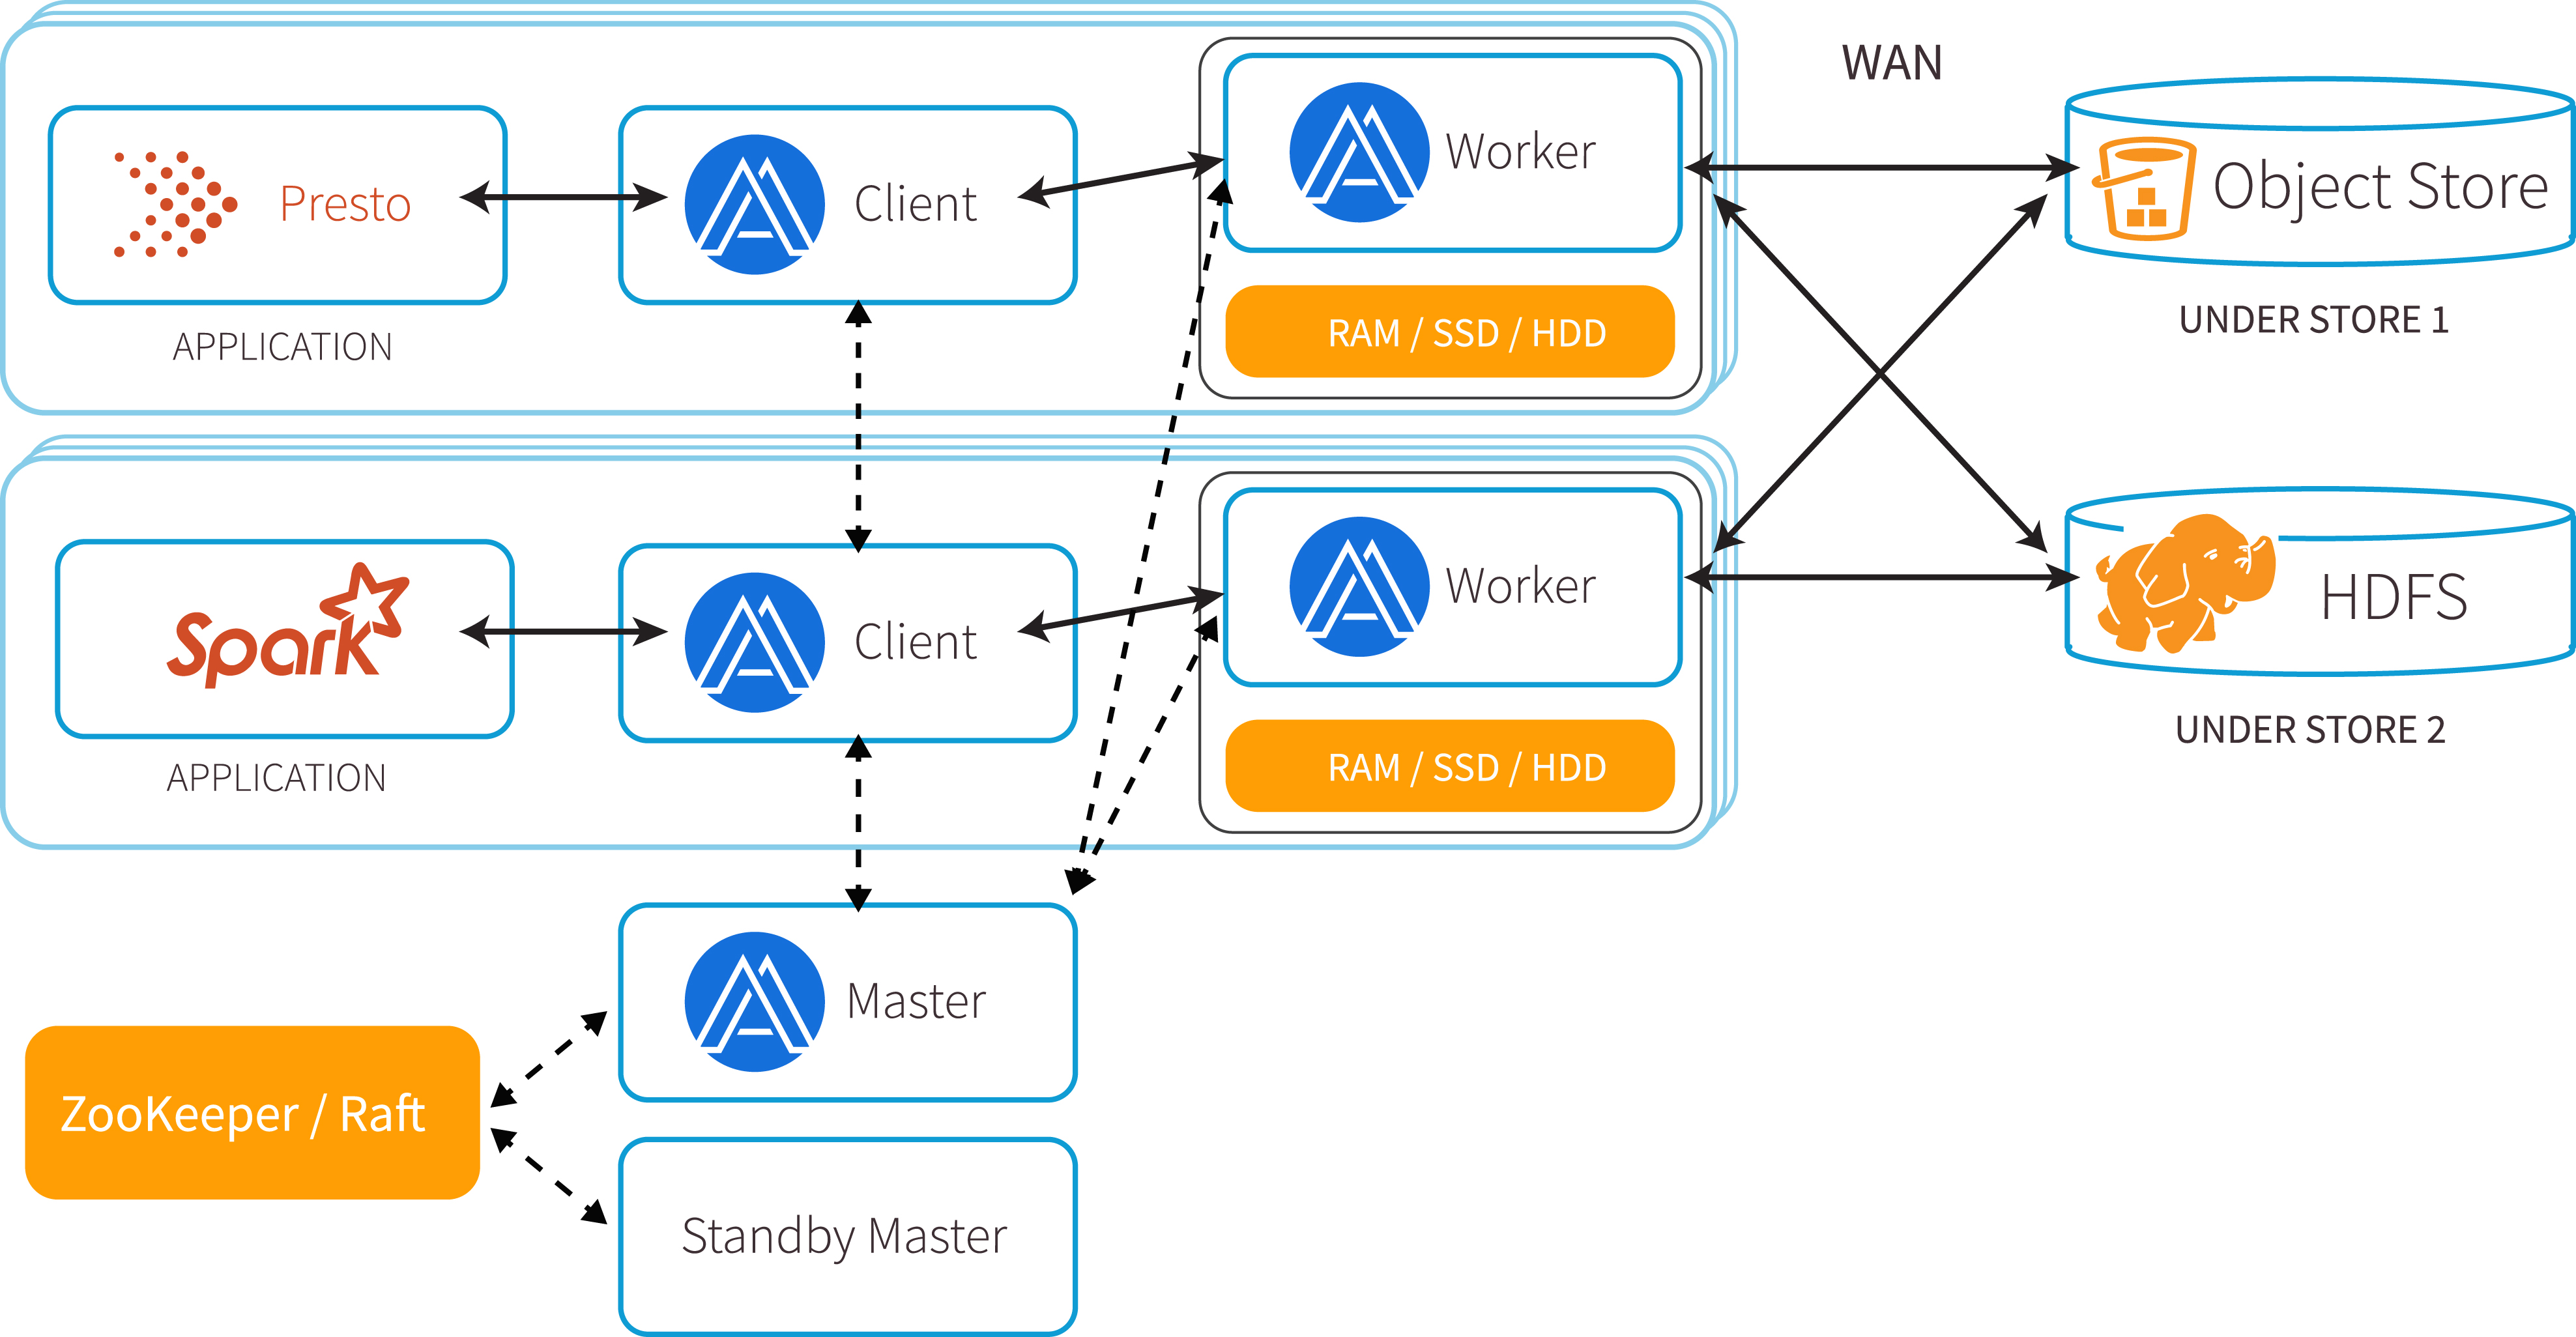 WAN
Presto
Client
Worker
Object Store
RAM / SSD / HDD
APPLICATION
UNDER STORE 1
Spark
Client
Worker
HDFS
RAM / SSD / HDD
APPLICATION
UNDER STORE 2
Master
ZooKeeper / Raft
Standby Master